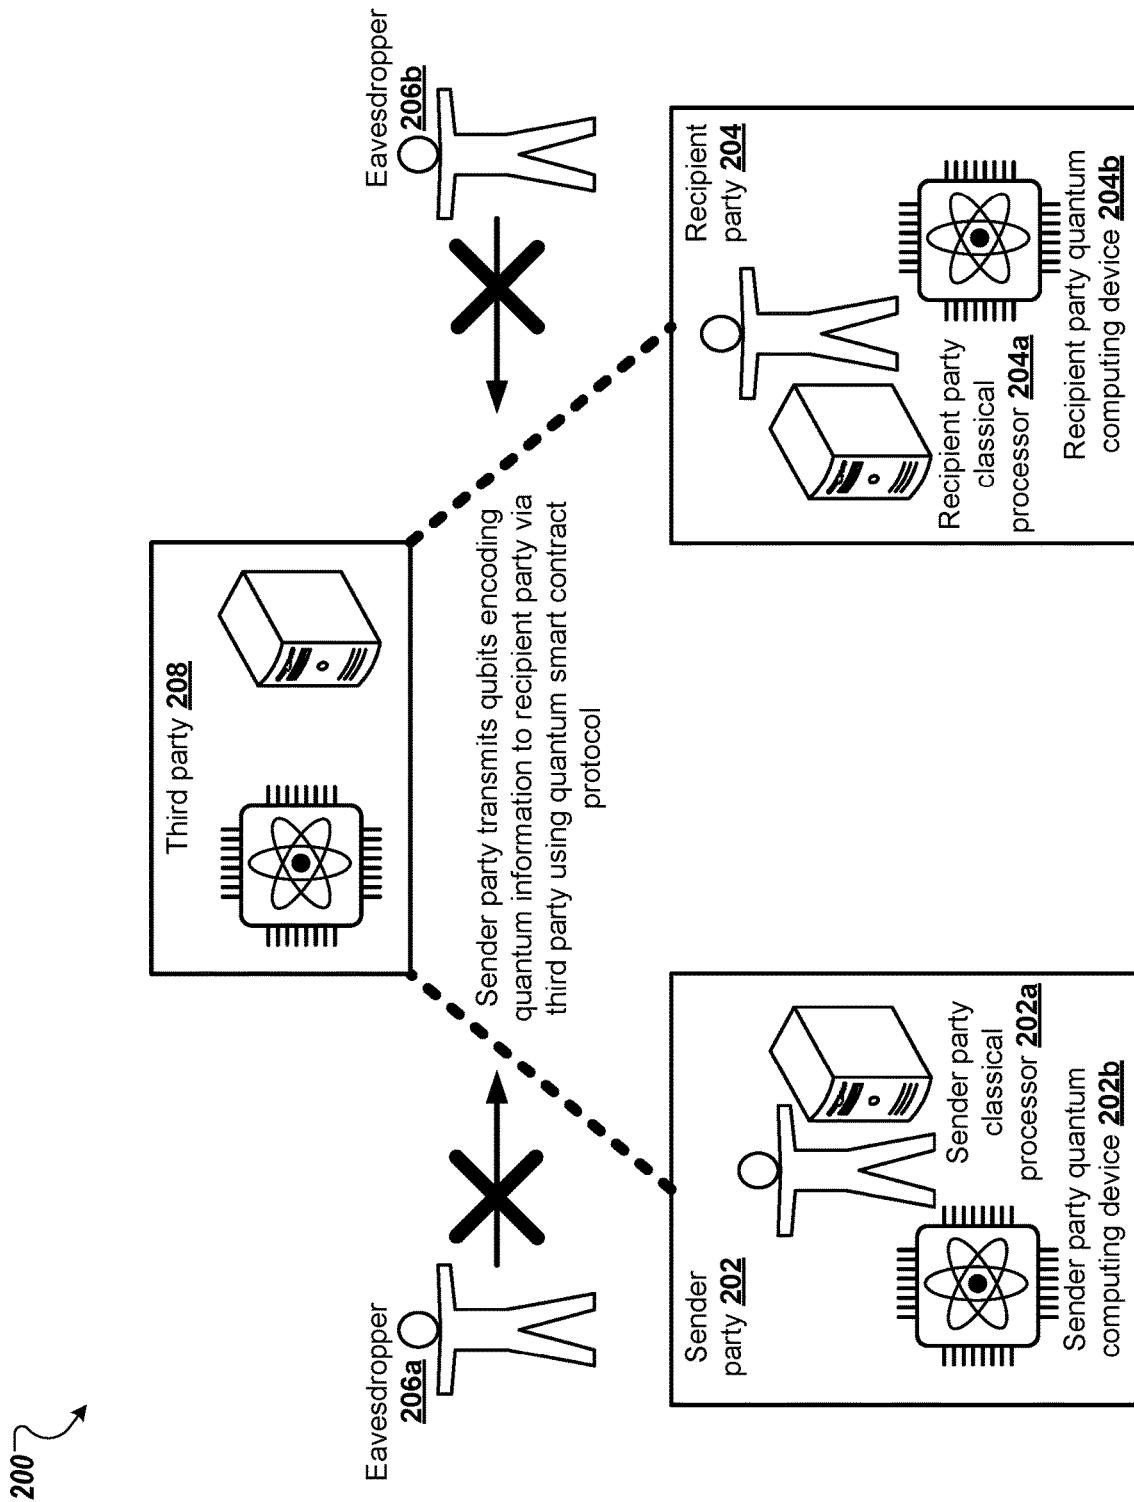 200
Third party 208
Eavesdropper
206a
Eavesdropper
206b
Sender party transmits qubits encoding
quantum information to recipient party via
third party using quantum smart contract
protocol
Sender
party 202
Sender party
classical
processor 202a
Sender party quantum
computing device 202b
Recipient
party 204
Recipient party
classical
processor 204a
Recipient party quantum
computing device 204b